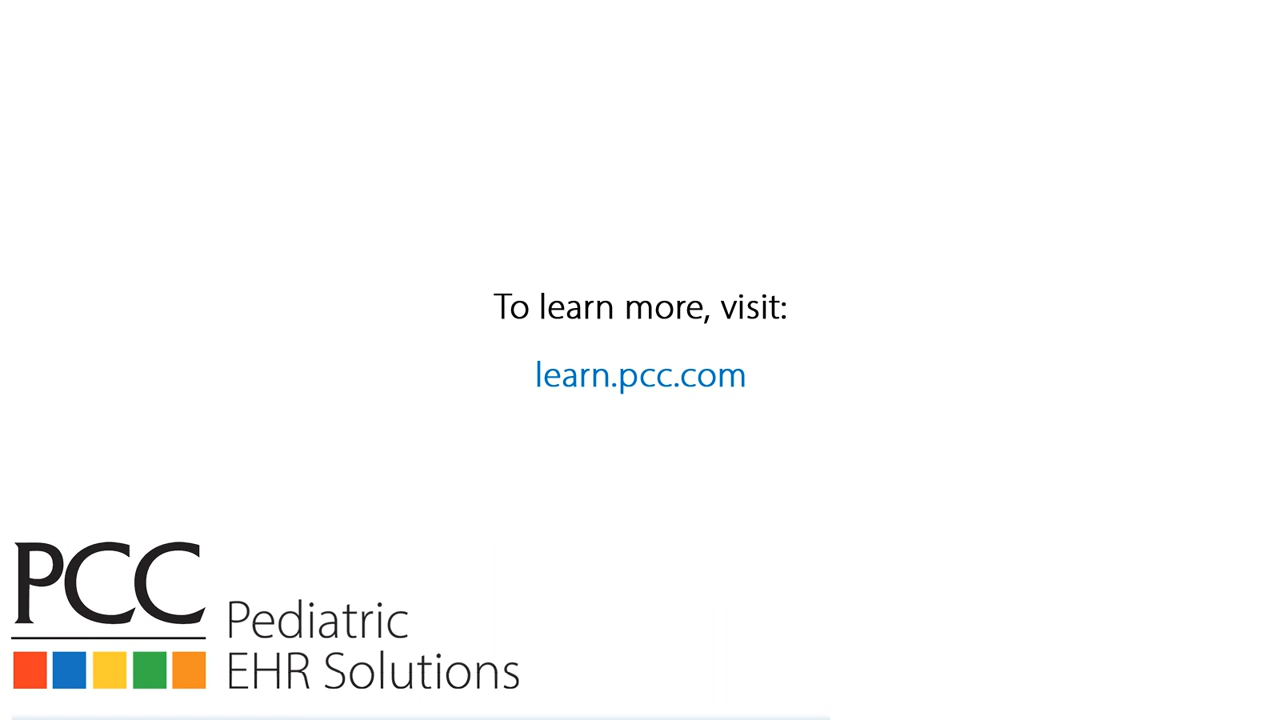 To learn more, visit:
learn.pcc.com
PCC
Pediatric
EHR Solutions